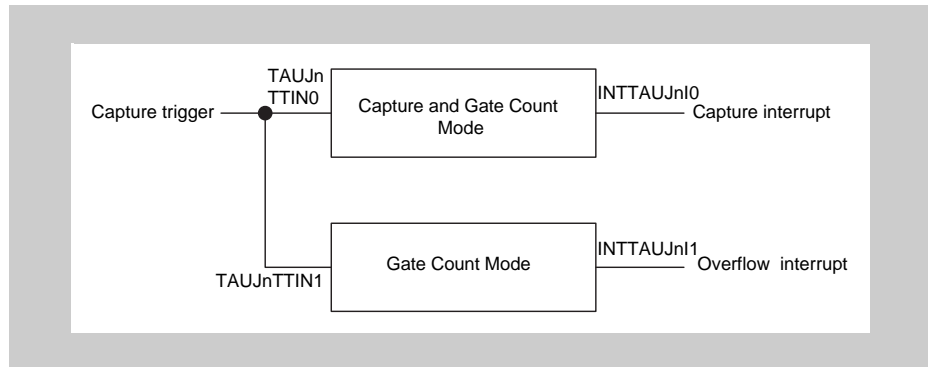 TAUJn
TTIN0
Capture trigger
Capture and Gate Count
Mode
INTTAUJnI0
Capture interrupt
TAUJnTTIN1
Gate Count Mode
INTTAUJnI1
Overflow interrupt